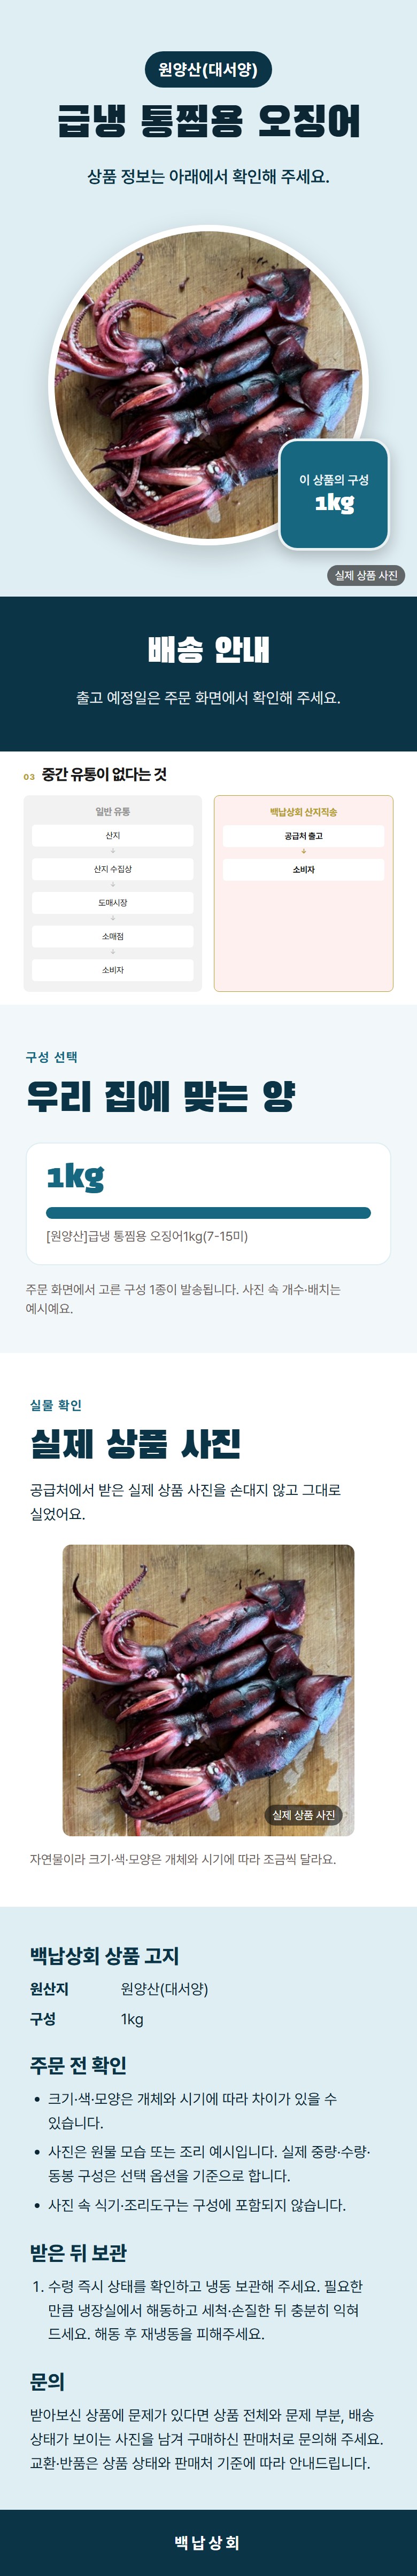 원양산(대서양)
급냉 통찜용 오징어
상품 정보는 아래에서 확인해 주세요.
이 상품의 구성
1kg
실제 상품 사진
배송 안내
출고 예정일은 주문 화면에서 확인해 주세요.
03 중간 유통이 없다는 것
일반 유통
산지
↓
산지 수집상
↓
도매시장
↓
소매점
↓
소비자
백납상회 산지직송
공급처 출고
↓
소비자
구성 선택
우리 집에 맞는 양
1kg
[원양산]급냉 통찜용 오징어1kg(7-15미)
주문 화면에서 고른 구성 1종이 발송됩니다. 사진 속 개수·배치는
예시예요.
실물 확인
실제 상품 사진
공급처에서 받은 실제 상품 사진을 손대지 않고 그대로
실었어요.
실제 상품 사진
자연물이라 크기·색·모양은 개체와 시기에 따라 조금씩 달라요.
백납상회 상품 고지
원산지 원양산(대서양)
구성 1kg
주문 전 확인
• 크기·색·모양은 개체와 시기에 따라 차이가 있을 수
있습니다.
• 사진은 원물 모습 또는 조리 예시입니다. 실제 중량·수량·
동봉 구성은 선택 옵션을 기준으로 합니다.
• 사진 속 식기·조리도구는 구성에 포함되지 않습니다.
받은 뒤 보관
1. 수령 즉시 상태를 확인하고 냉동 보관해 주세요. 필요한
만큼 냉장실에서 해동하고 세척·손질한 뒤 충분히 익혀
드세요. 해동 후 재냉동을 피해주세요.
문의
받아보신 상품에 문제가 있다면 상품 전체와 문제 부분, 배송
상태가 보이는 사진을 남겨 구매하신 판매처로 문의해 주세요.
교환·반품은 상품 상태와 판매처 기준에 따라 안내드립니다.
백납상회